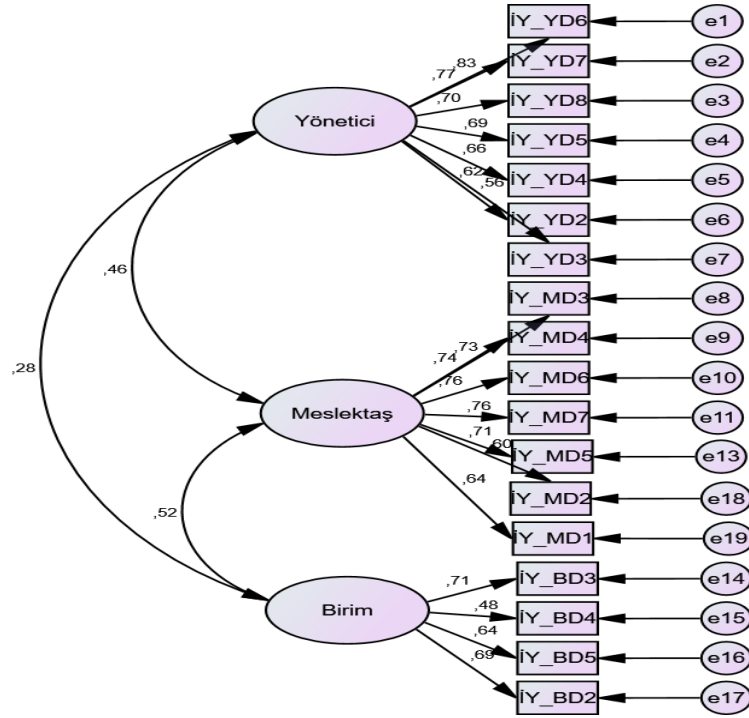 İY_YD6 e1
,83
,77
İY_YD7 e2
,70
İY_YD8 e3
Yönetici
,69
İY_YD5 e4
,66
İY_YD4 e5
,62
,56
İY_YD2 e6
İY_YD3 e7
,46
İY_MD3 e8
,73
,74
İY_MD4 e9
,28
,76
İY_MD6 e10
Meslektaş
,76
İY_MD7 e11
,71
,60
İY_MD5 e13
,64
İY_MD2 e18
,52
İY_MD1 e19
,71
İY_BD3 e14
Birim
,48
İY_BD4 e15
,64
İY_BD5 e16
,69
İY_BD2 e17